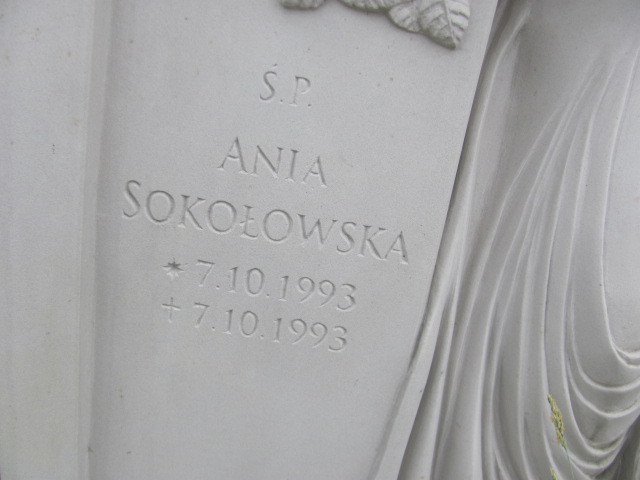 Ś.P.
ANIA
SOKOŁOWSKA
* 7.10.1993
+ 7.10.1993